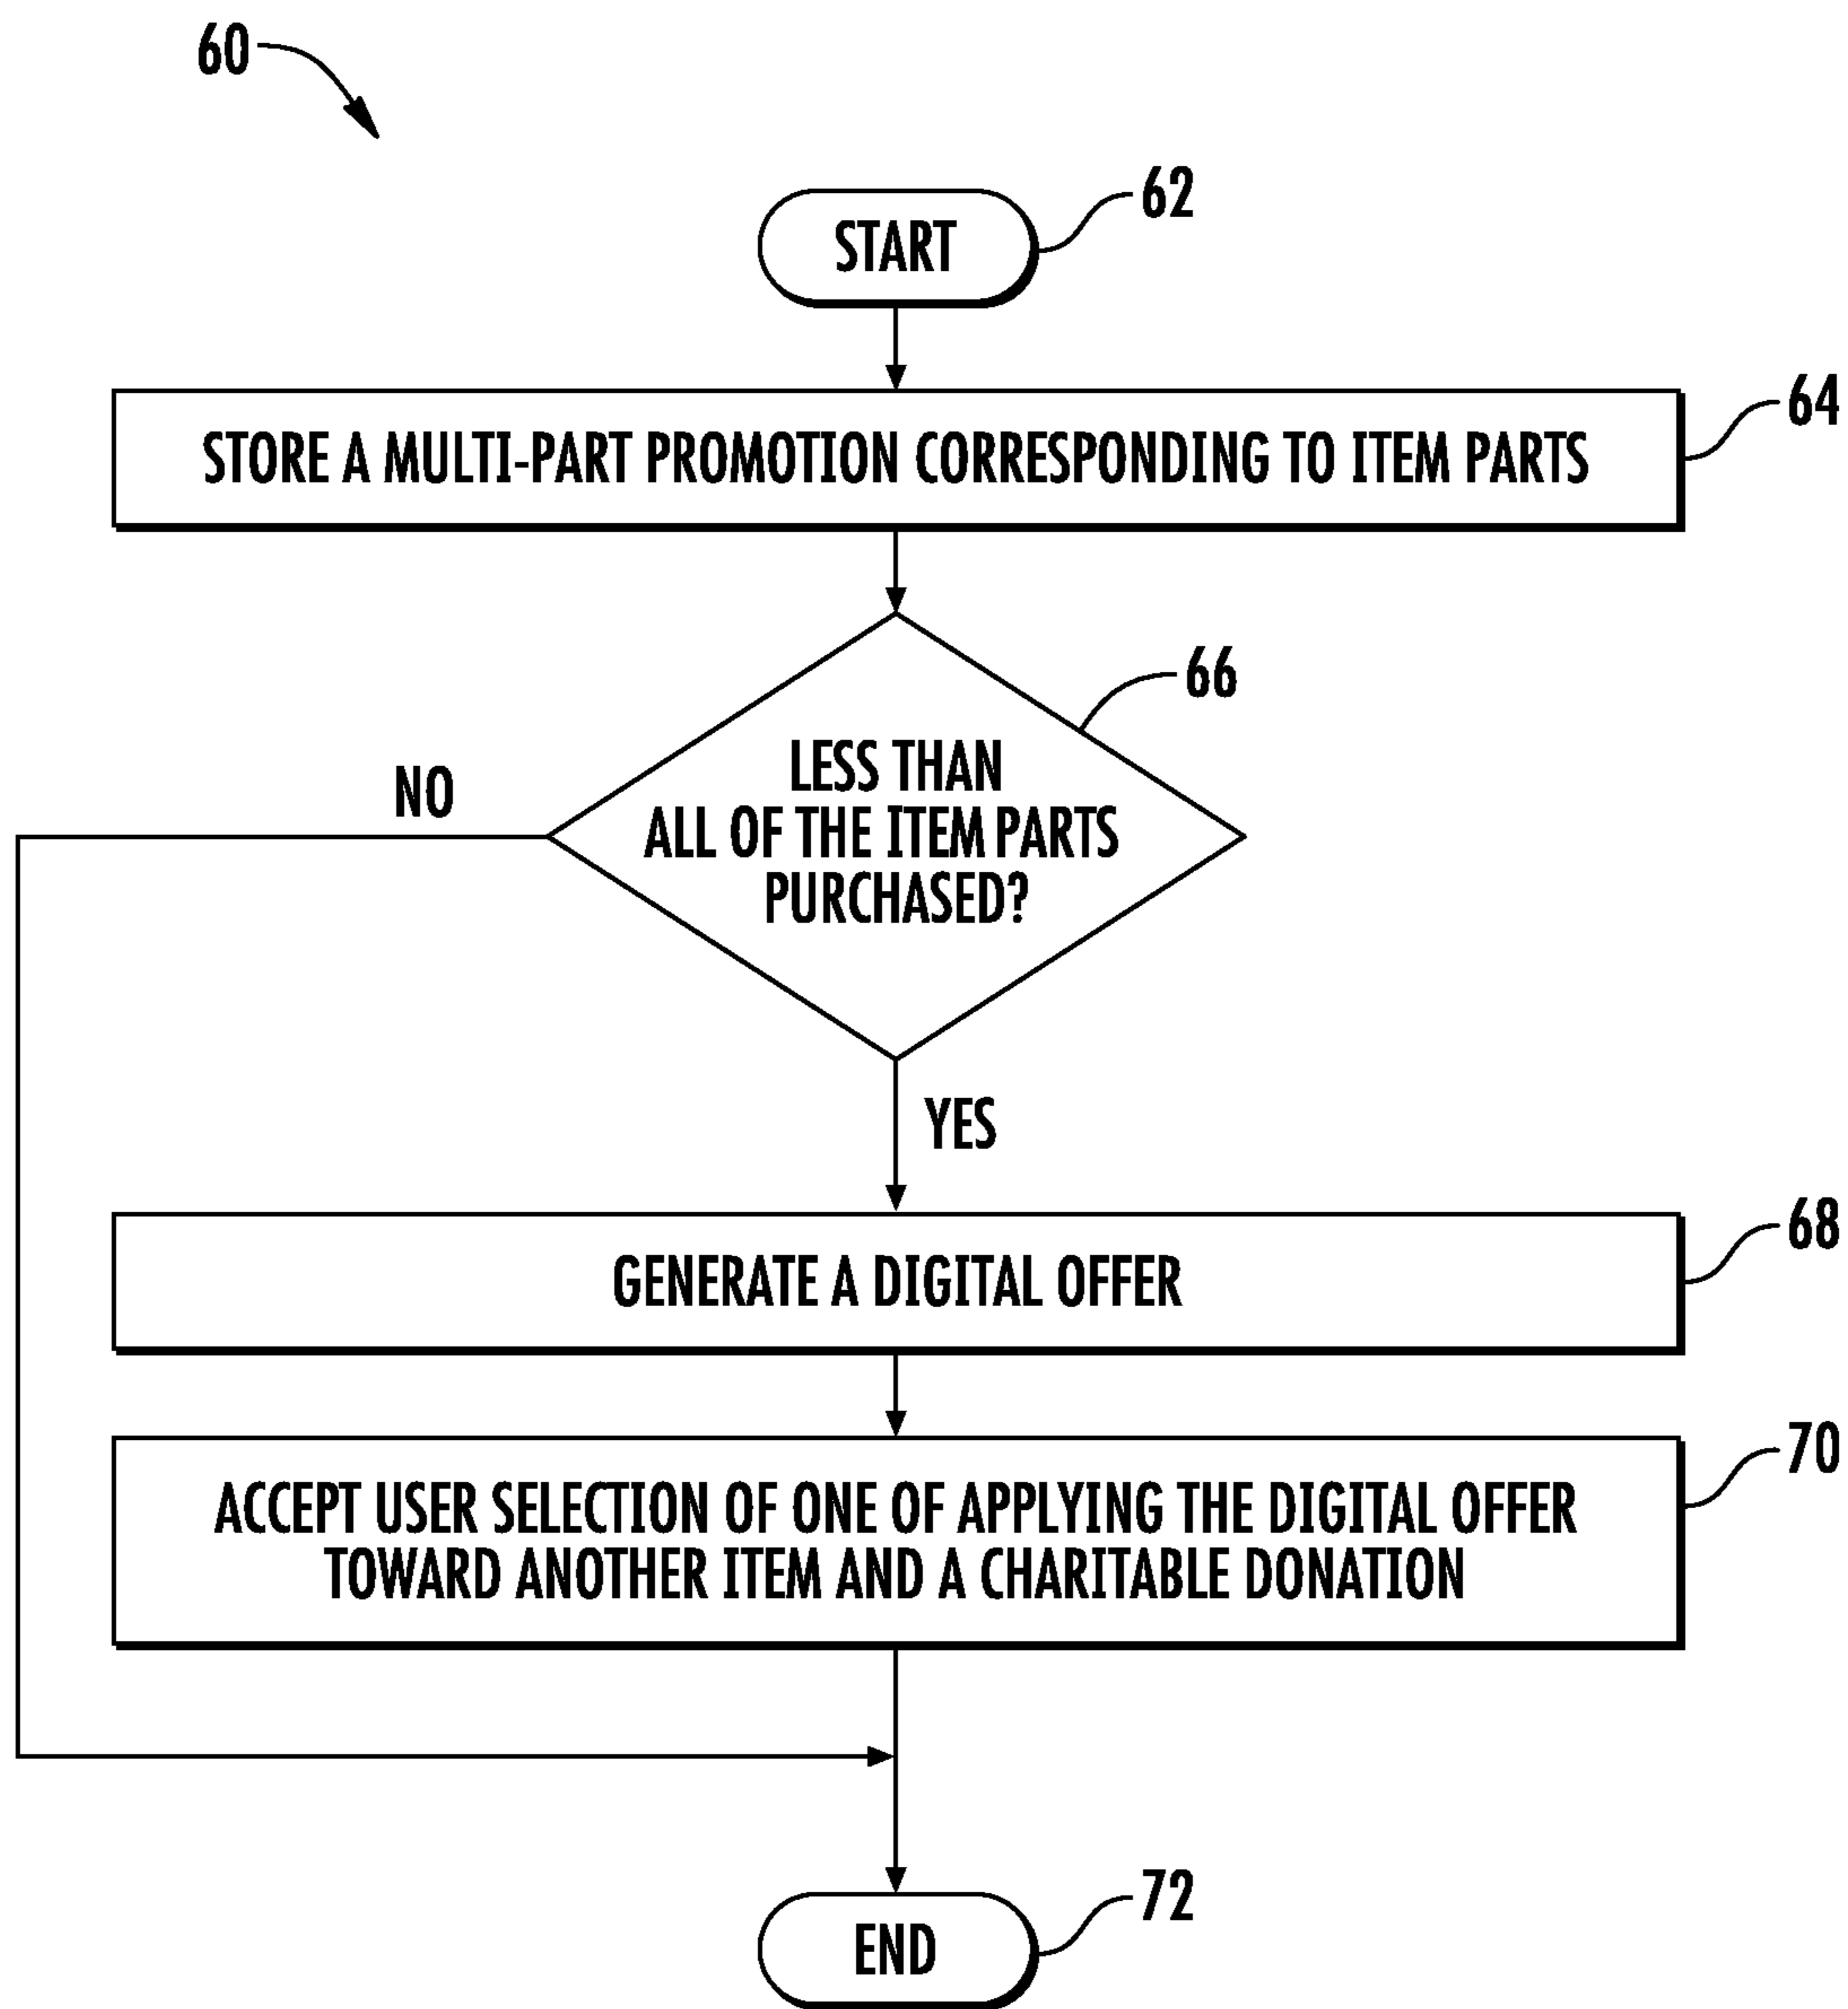 60
START
62
STORE A MULTI-PART PROMOTION CORRESPONDING TO ITEM PARTS
64
LESS THAN
ALL OF THE ITEM PARTS
PURCHASED?
66
NO
YES
GENERATE A DIGITAL OFFER
68
ACCEPT USER SELECTION OF ONE OF APPLYING THE DIGITAL OFFER
TOWARD ANOTHER ITEM AND A CHARITABLE DONATION
70
END
72